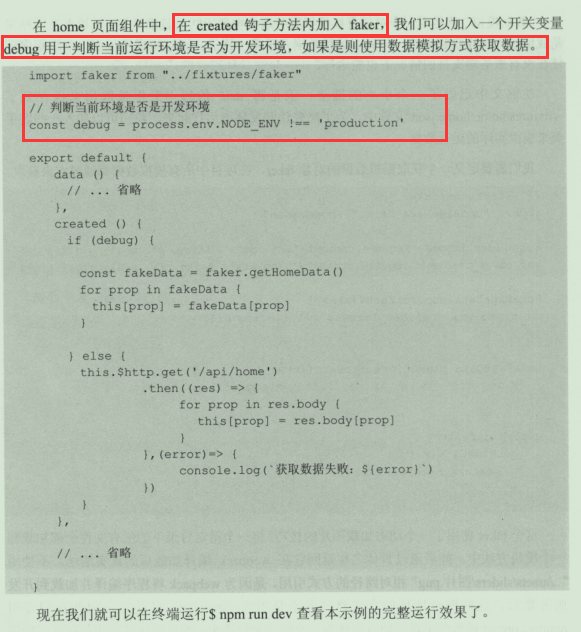 在 home 页面组件中，在 created 钩子方法内加入 faker，我们可以加入一个开关变量
debug 用于判断当前运行环境是否为开发环境，如果是则使用数据模拟方式获取数据。
import faker from "../fixtures/faker"
// 判断当前环境是否是开发环境
const debug = process.env.NODE_ENV !== 'production'
export default {
data () {
// ... 省略
},
created () {
if (debug) {
const fakeData = faker.getHomeData()
for prop in fakeData {
this[prop] = fakeData[prop]
}
} else {
this.$http.get('/api/home')
.then((res) => {
for prop in res.body {
this[prop] = res.body[prop]
}
},(error)=> {
console.log(`获取数据失败: ${error}`)
})
}
},
// ... 省略
}
现在我们就可以在终端运行$ npm run dev 查看本示例的完整运行效果了。